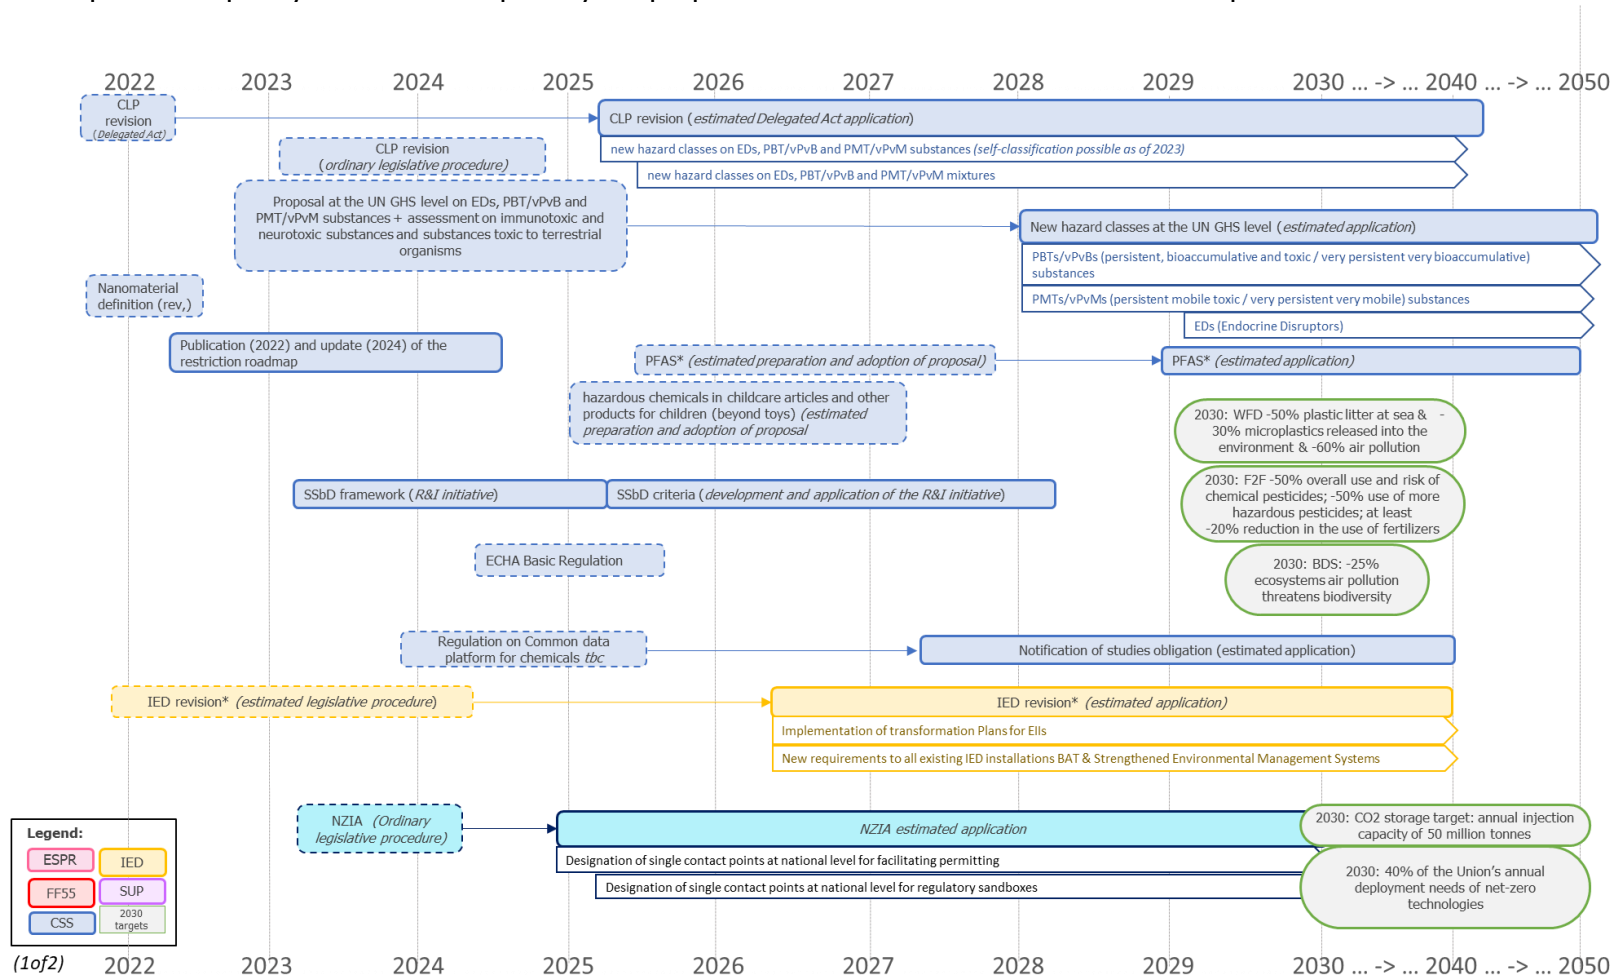 2022 2023 2024 2025 2026 2027 2028 2029 2030 ... -> ... 2040 ... -> ... 2050
CLP
revision
(Delegated Act)
CLP revision (estimated Delegated Act application)
CLP revision
(ordinary legislative procedure)
new hazard classes on EDs, PBT/vPvB and PMT/vPvM substances (self-classification possible as of 2023)
new hazard classes on EDs, PBT/vPvB and PMT/vPvM mixtures
Proposal at the UN GHS level on EDs, PBT/vPvB and
PMT/vPvM substances + assessment on immunotoxic and
neurotoxic substances and substances toxic to terrestrial
organisms
New hazard classes at the UN GHS level (estimated application)
PBTs/vPvBs (persistent, bioaccumulative and toxic / very persistent very bioaccumulative)
substances
Nanomaterial
definition (rev,)
PMTs/vPvMs (persistent mobile toxic / very persistent very mobile) substances
EDs (Endocrine Disruptors)
Publication (2022) and update (2024) of the
restriction roadmap
PFAS* (estimated preparation and adoption of proposal)
PFAS* (estimated application)
hazardous chemicals in childcare articles and other
products for children (beyond toys) (estimated
preparation and adoption of proposal
2030: WFD -50% plastic litter at sea & -
30% microplastics released into the
environment & -60% air pollution
SSbD framework (R&I initiative)
SSbD criteria (development and application of the R&I initiative)
2030: F2F -50% overall use and risk of
chemical pesticides; -50% use of more
hazardous pesticides; at least
-20% reduction in the use of fertilizers
ECHA Basic Regulation
2030: BDS: -25%
ecosystems air pollution
threatens biodiversity
Regulation on Common data
platform for chemicals tbc
Notification of studies obligation (estimated application)
IED revision* (estimated legislative procedure)
IED revision* (estimated application)
Implementation of transformation Plans for EIIs
New requirements to all existing IED installations BAT & Strengthened Environmental Management Systems
NZIA (Ordinary
legislative procedure)
NZIA estimated application
2030: CO2 storage target: annual injection
capacity of 50 million tonnes
Designation of single contact points at national level for facilitating permitting
Designation of single contact points at national level for regulatory sandboxes
2030: 40% of the Union's annual
deployment needs of net-zero
technologies
Legend:
ESPR IED
FF55 SUP
CSS 2030
targets
(1of2)
2022 2023 2024 2025 2026 2027 2028 2029 2030 ... -> ... 2040 ... -> ... 2050